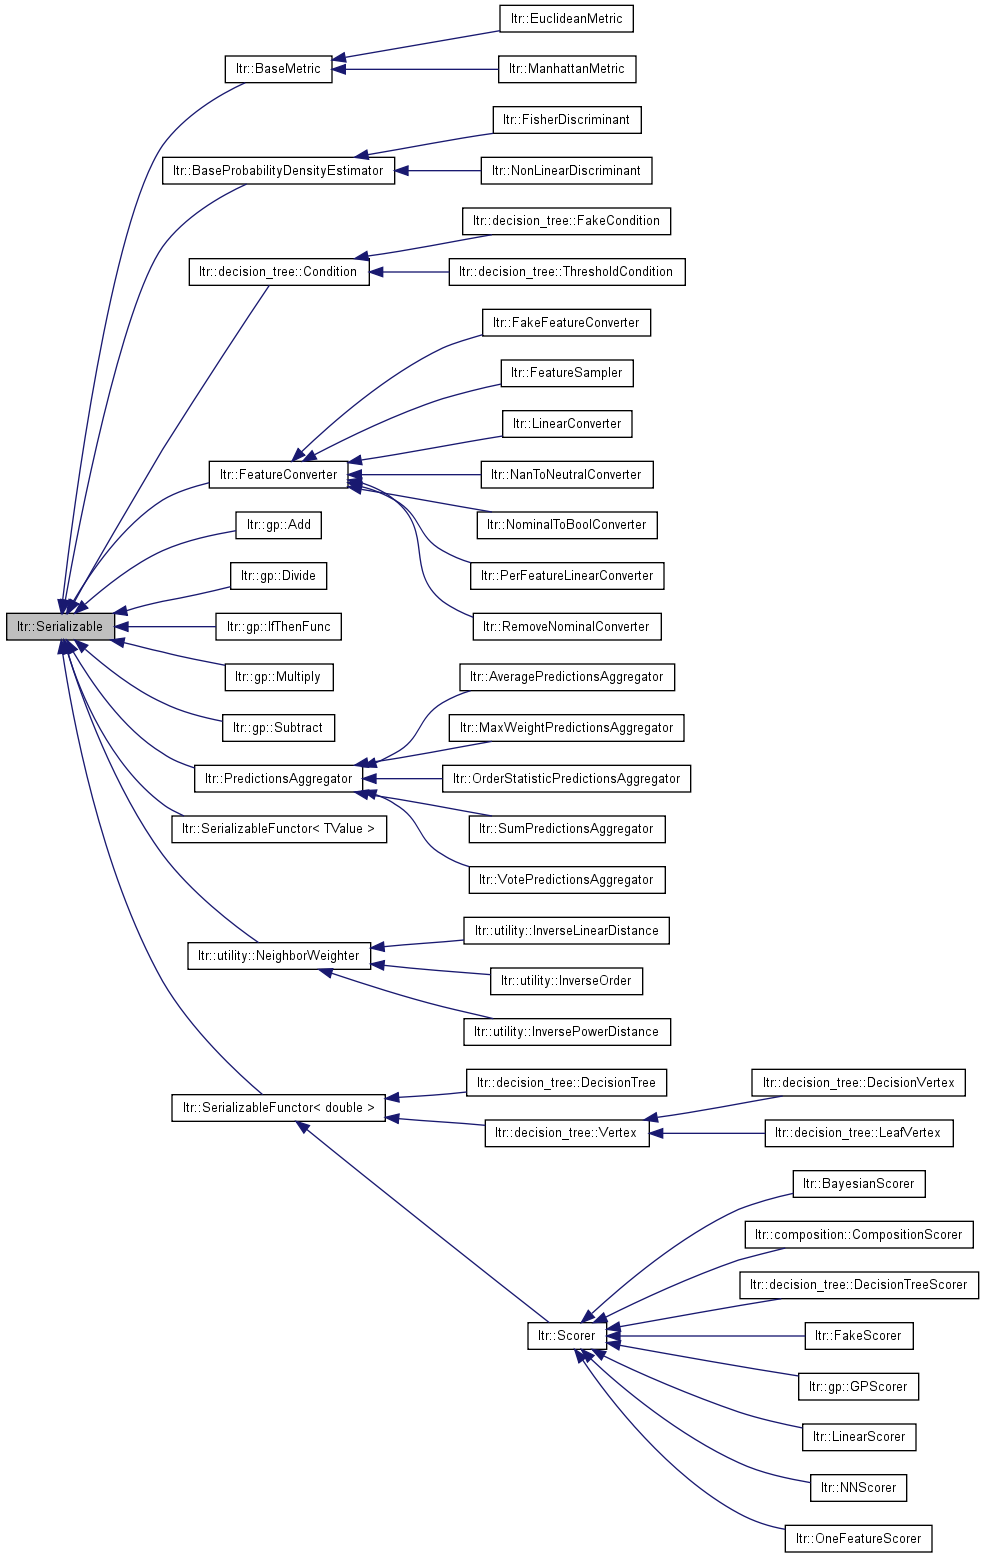 ltr::EuclideanMetric
ltr::BaseMetric
ltr::ManhattanMetric
ltr::FisherDiscriminant
ltr::BaseProbabilityDensityEstimator
ltr::NonLinearDiscriminant
ltr::decision_tree::FakeCondition
ltr::decision_tree::Condition
ltr::decision_tree::ThresholdCondition
ltr::FakeFeatureConverter
ltr::FeatureSampler
ltr::LinearConverter
ltr::FeatureConverter
ltr::NanToNeutralConverter
ltr::gp::Add
ltr::NominalToBoolConverter
ltr::gp::Divide
ltr::PerFeatureLinearConverter
ltr::Serializable
ltr::gp::IfThenFunc
ltr::RemoveNominalConverter
ltr::gp::Multiply
ltr::AveragePredictionsAggregator
ltr::gp::Subtract
ltr::MaxWeightPredictionsAggregator
ltr::PredictionsAggregator
ltr::OrderStatisticPredictionsAggregator
ltr::SerializableFunctor< TValue >
ltr::SumPredictionsAggregator
ltr::VotePredictionsAggregator
ltr::utility::InverseLinearDistance
ltr::utility::NeighborWeighter
ltr::utility::InverseOrder
ltr::utility::InversePowerDistance
ltr::decision_tree::DecisionTree
ltr::decision_tree::DecisionVertex
ltr::SerializableFunctor< double >
ltr::decision_tree::Vertex
ltr::decision_tree::LeafVertex
ltr::BayesianScorer
ltr::composition::CompositionScorer
ltr::decision_tree::DecisionTreeScorer
ltr::Scorer
ltr::FakeScorer
ltr::gp::GPScorer
ltr::LinearScorer
ltr::NNScorer
ltr::OneFeatureScorer